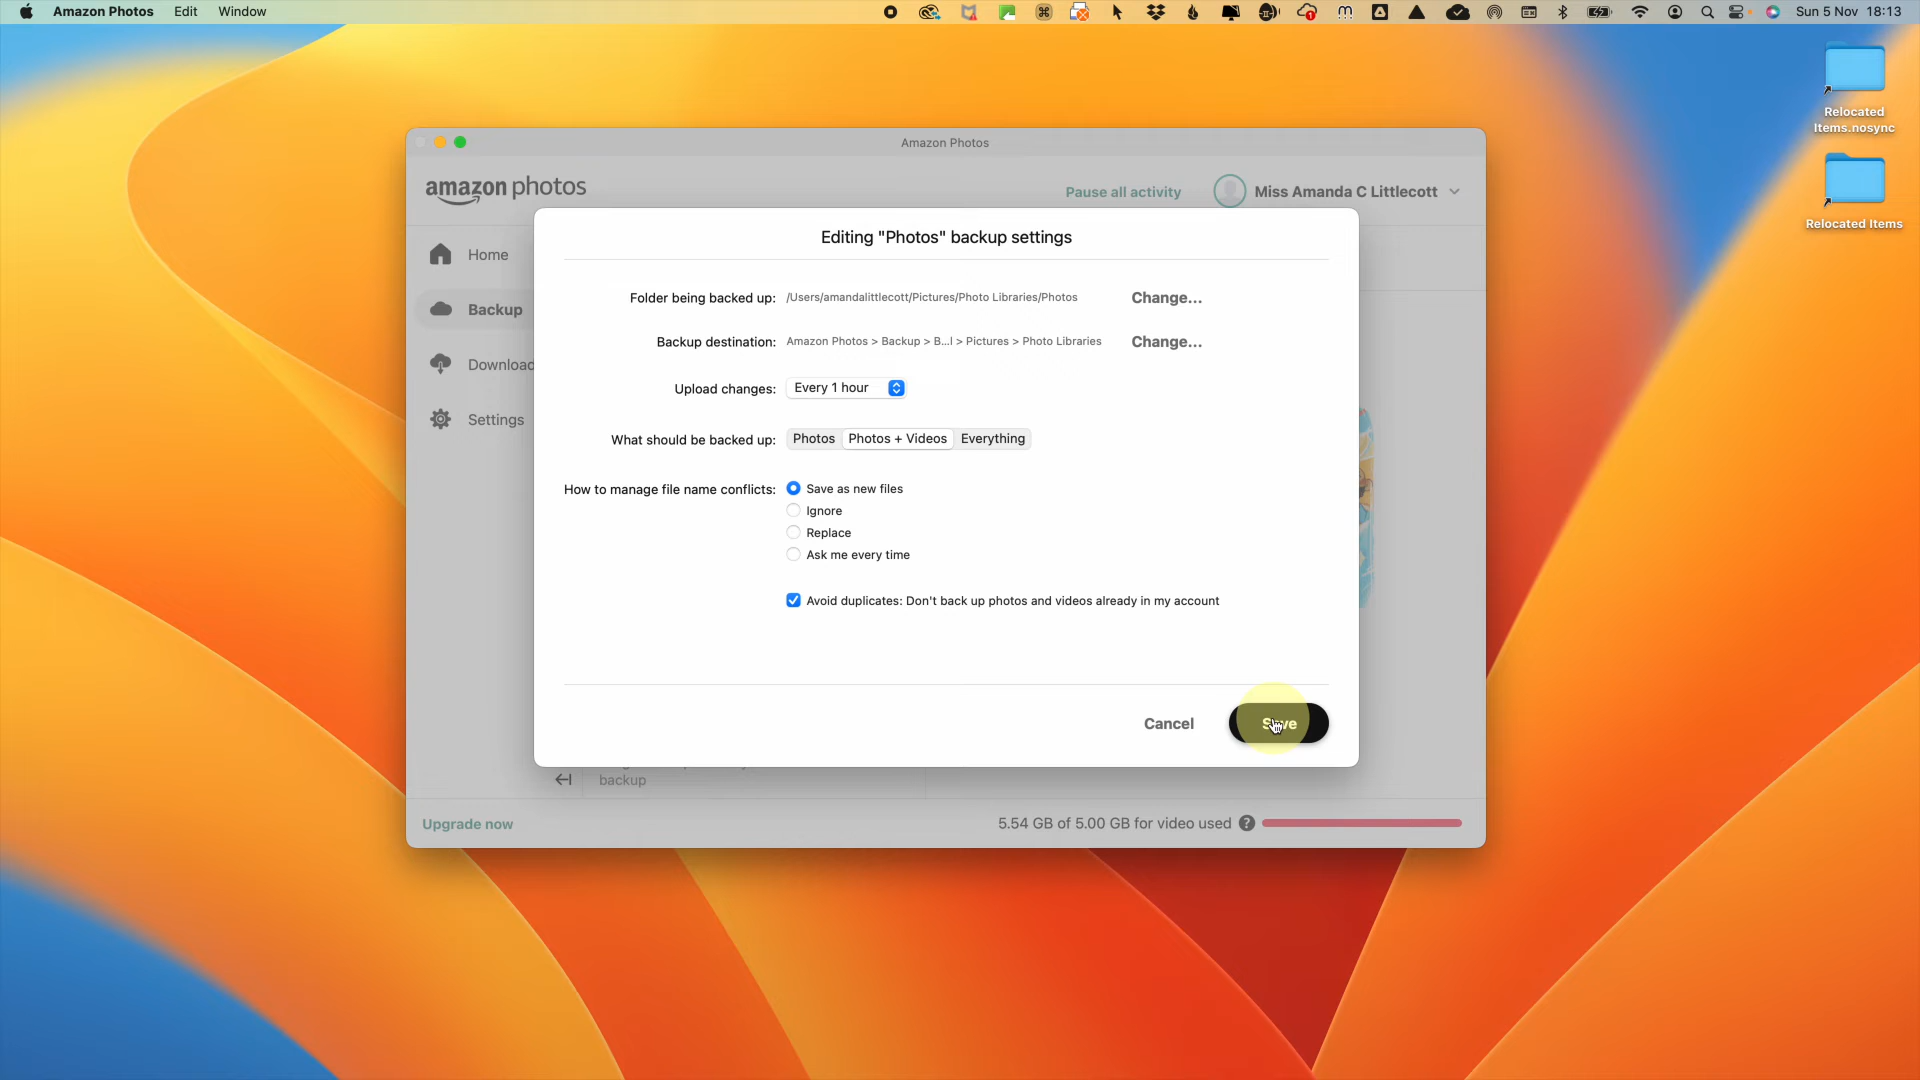 Amazon Photos Edit Window Sun 5 Nov 18:13
Relocated
Items.nosync
Relocated Items
Amazon Photos
amazon photos
Pause all activity
Miss Amanda C Littlecott
Home
Backup
Download
Settings
Editing "Photos" backup settings
Folder being backed up: /Users/amandalittlecott/Pictures/Photo Libraries/Photos Change...
Backup destination: Amazon Photos > Backup > B...l > Pictures > Photo Libraries Change...
Upload changes: Every 1 hour
What should be backed up: Photos Photos + Videos Everything
How to manage file name conflicts: Save as new files
Ignore
Replace
Ask me every time
Avoid duplicates: Don't back up photos and videos already in my account
Cancel Save
backup
Upgrade now
5.54 GB of 5.00 GB for video used ?